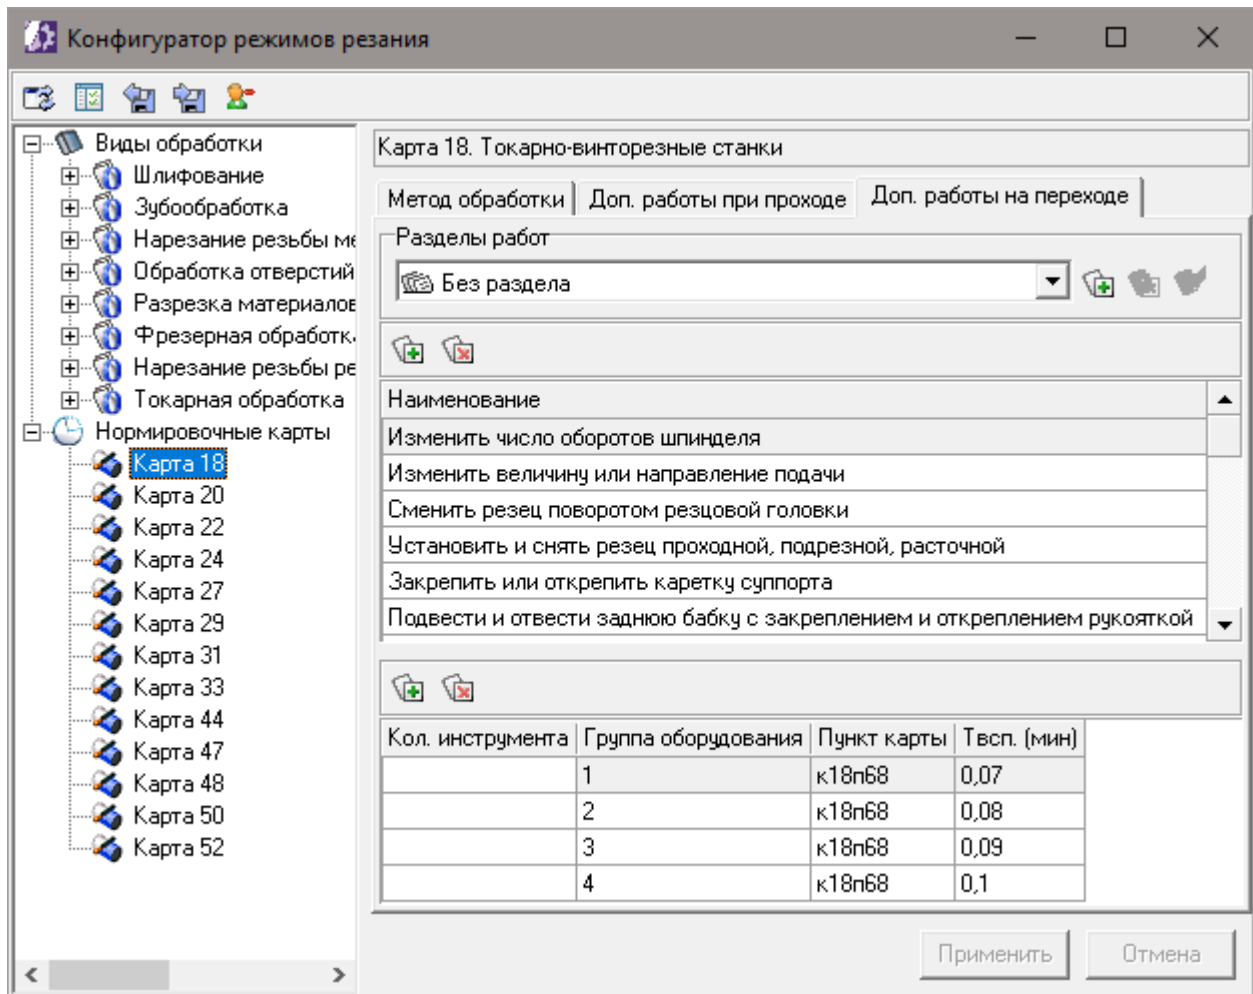 Конфигуратор режимов резания
Виды обработки
Шлифование
Зубообработка
Нарезание резьбы ме
Обработка отверстий
Разрезка материалов
Фрезерная обработк
Нарезание резьбы ре
Токарная обработка
Нормировочные карты
Карта 18
Карта 20
Карта 22
Карта 24
Карта 27
Карта 29
Карта 31
Карта 33
Карта 44
Карта 47
Карта 48
Карта 50
Карта 52
Карта 18. Токарно-винторезные станки
Метод обработки Доп. работы при проходе Доп. работы на переходе
Разделы работ
Без раздела
Наименование
Изменить число оборотов шпинделя
Изменить величину или направление подачи
Сменить резец поворотом резцовой головки
Установить и снять резец проходной, подрезной, расточной
Закрепить или открепить каретку суппорта
Подвести и отвести заднюю бабку с закреплением и откреплением рукояткой
Кол. инструмента Группа оборудования Пункт карты Твсп. (мин)
1 к18п68 0,07
2 к18п68 0,08
3 к18п68 0,09
4 к18п68 0,1
Применить Отмена